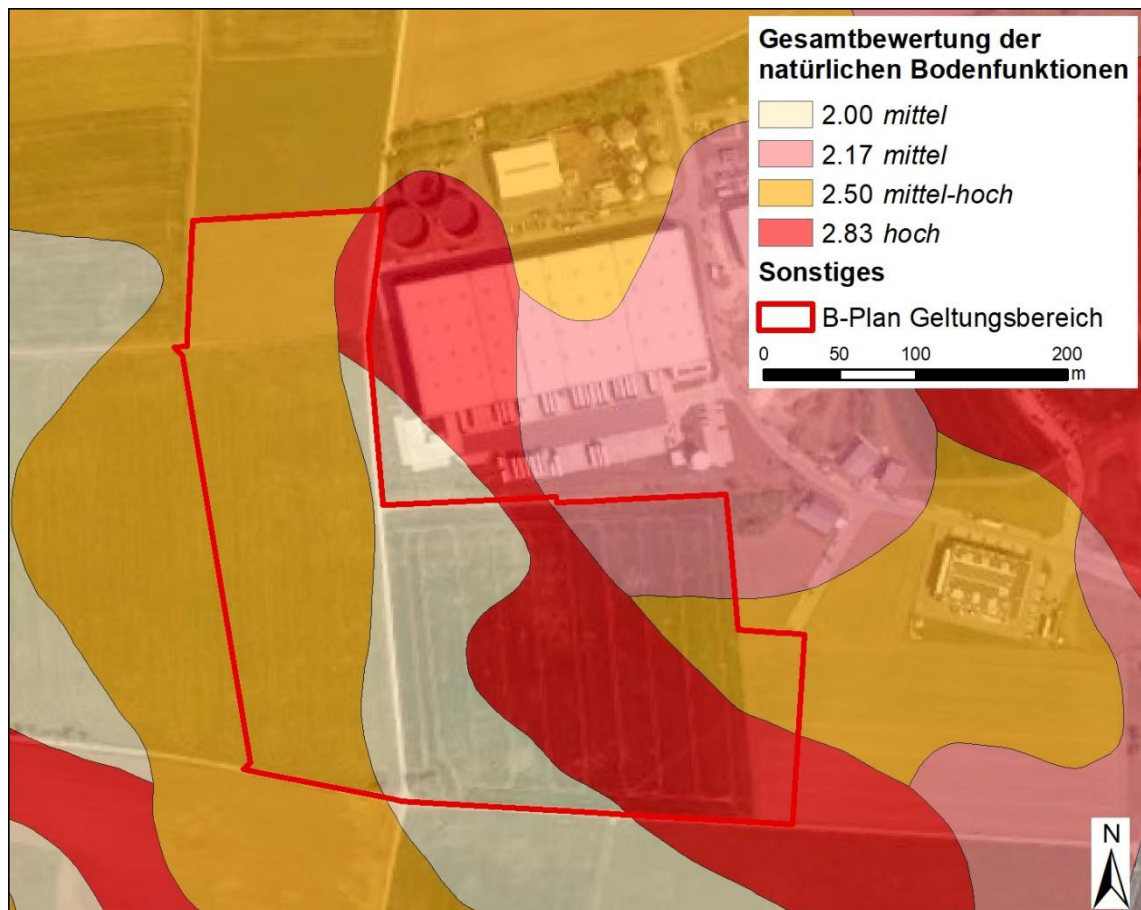 Gesamtbewertung der
natürlichen Bodenfunktionen
2.00 mittel
2.17 mittel
2.50 mittel-hoch
2.83 hoch
Sonstiges
B-Plan Geltungsbereich
0 50 100 200
m
N